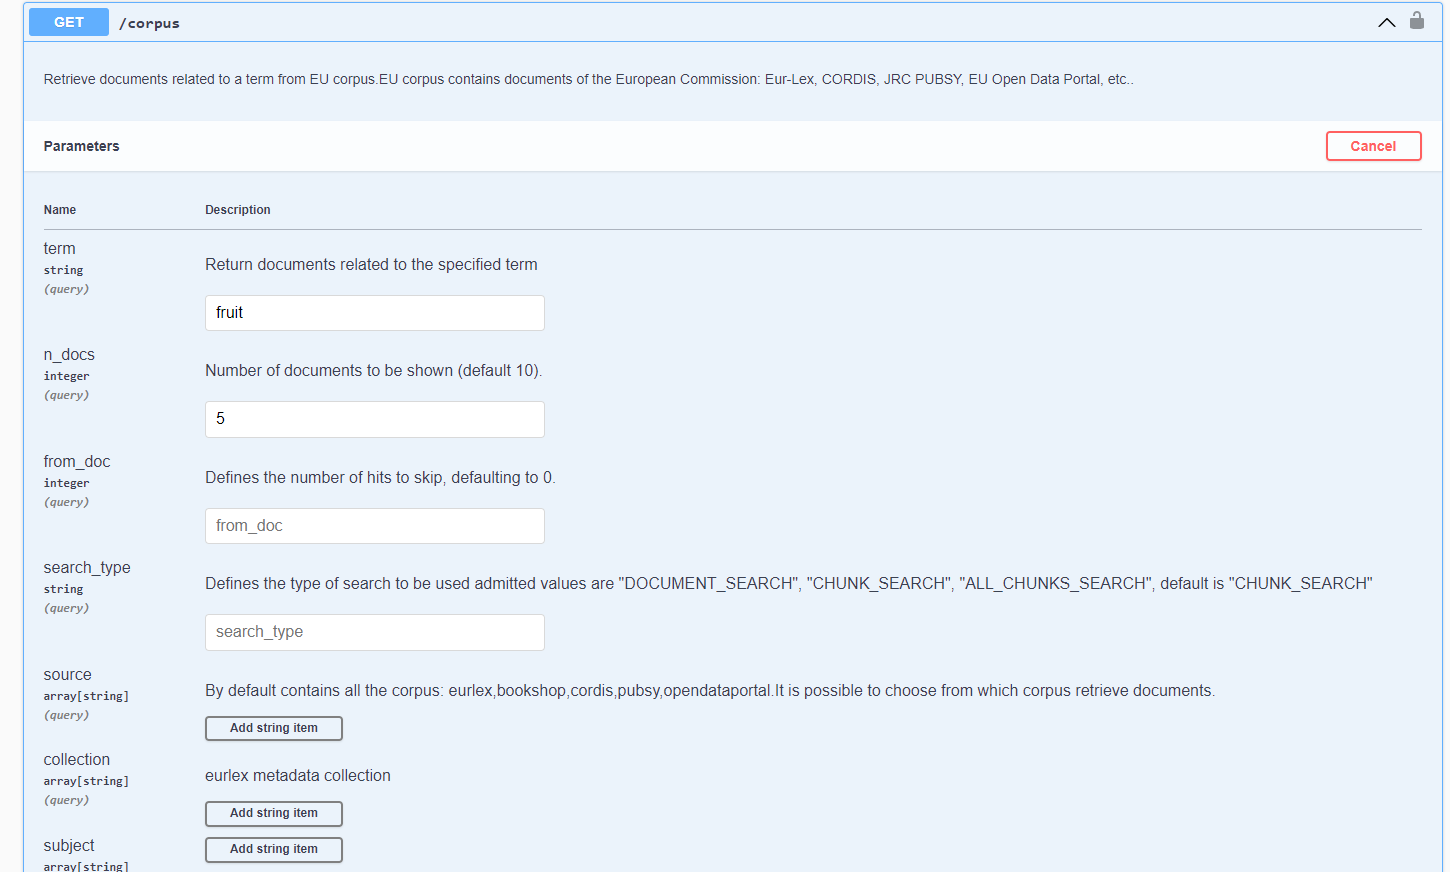 GET /corpus
Retrieve documents related to a term from EU corpus.EU corpus contains documents of the European Commission: Eur-Lex, CORDIS, JRC PUBSY, EU Open Data Portal, etc..
Parameters
Cancel
Name Description
term
string
(query)
Return documents related to the specified term
fruit
n_docs
integer
(query)
Number of documents to be shown (default 10).
5
from_doc
integer
(query)
Defines the number of hits to skip, defaulting to 0.
from_doc
search_type
string
(query)
Defines the type of search to be used admitted values are "DOCUMENT_SEARCH", "CHUNK_SEARCH", "ALL_CHUNKS_SEARCH", default is "CHUNK_SEARCH"
search_type
source
array[string]
(query)
By default contains all the corpus: eurlex,bookshop,cordis,pubsy,opendataportal.It is possible to choose from which corpus retrieve documents.
Add string item
collection
array[string]
(query)
eurlex metadata collection
Add string item
subject
array[string]
Add string item